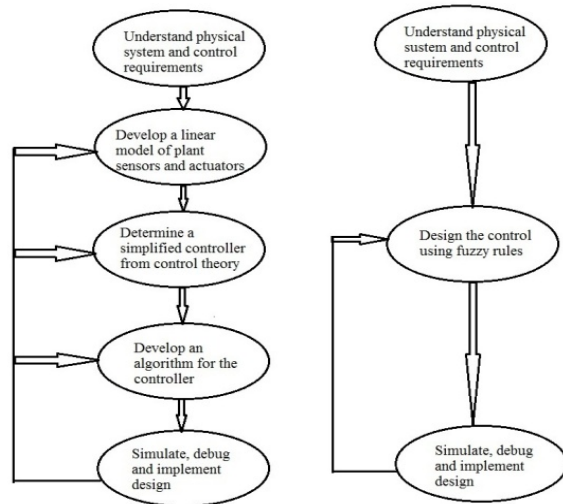 Understand physical
system and control
requirements
Develop a linear
model of plant
sensors and actuators
Determine a
simplified controller
from control theory
Develop an
algorithm for the
controller
Simulate, debug
and implement
design
Understand physical
sustem and control
requirements
Design the control
using fuzzy rules
Simulate, debug
and implement
design